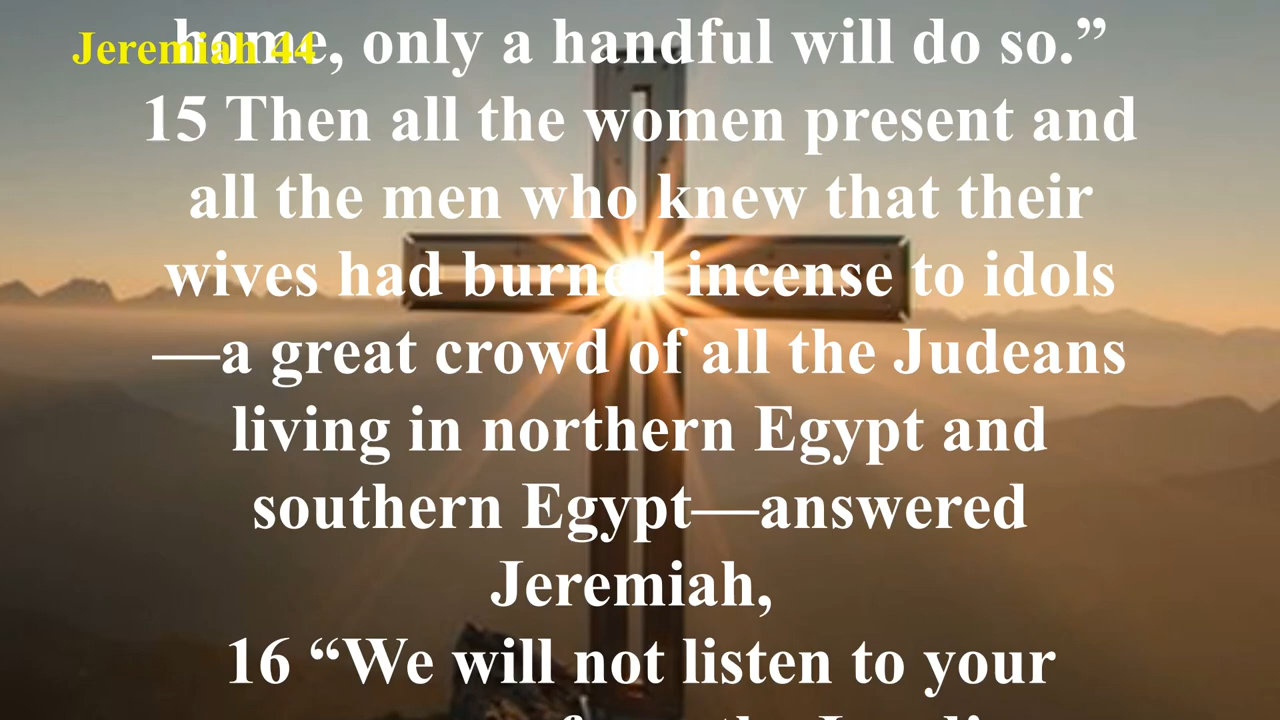 Jeremiah 44
home, only a handful will do so.”
15 Then all the women present and
all the men who knew that their
wives had burned incense to idols
—a great crowd of all the Judeans
living in northern Egypt and
southern Egypt—answered
Jeremiah,
16 “We will not listen to your